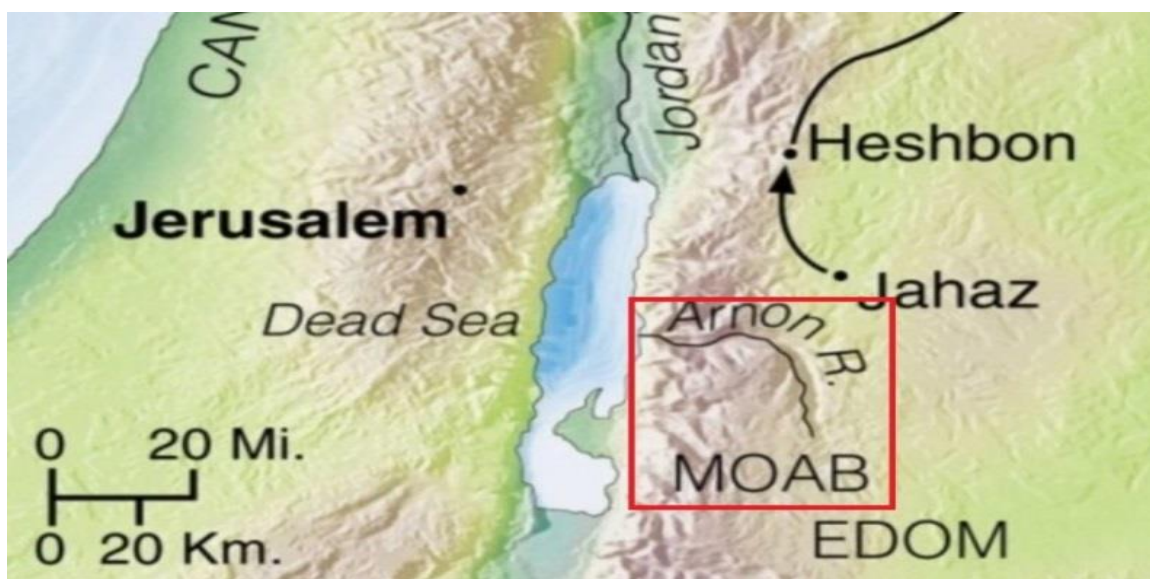 CAN
Jordan
Heshbon
Jerusalem
Jahaz
Dead Sea
Arnon R.
0 20 Mi.
MOAB
0 20 Km.
EDOM